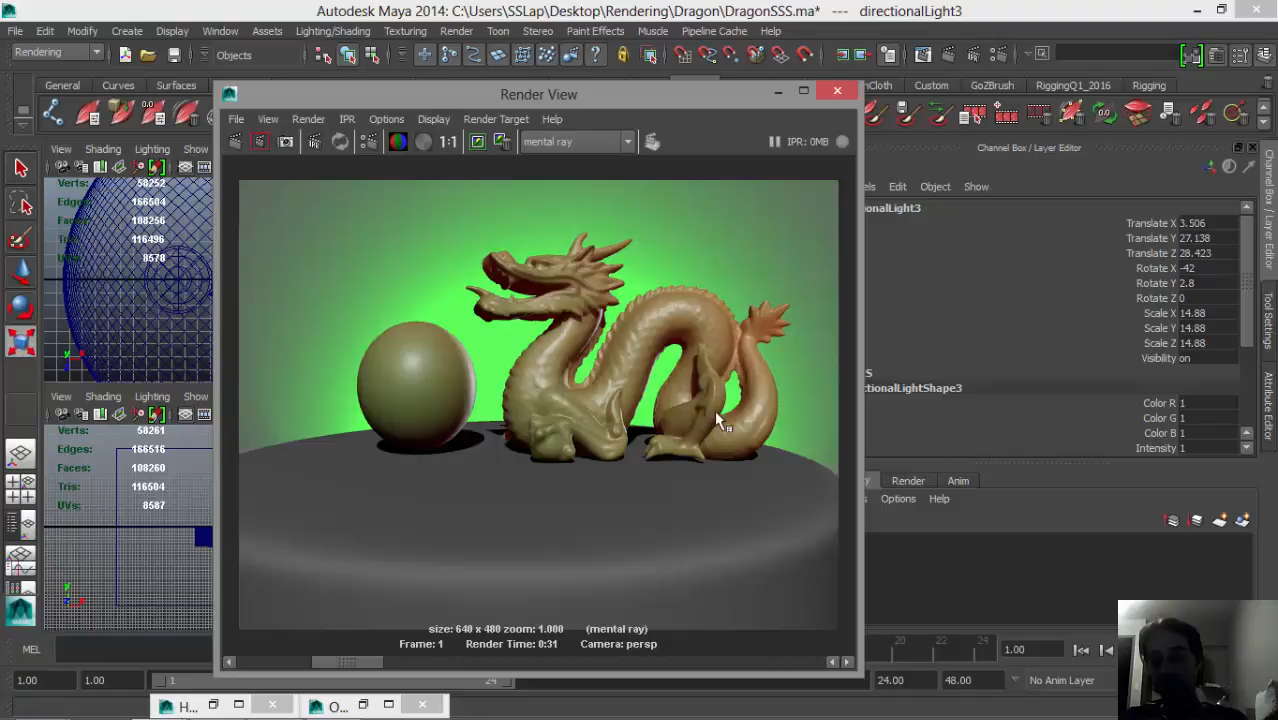 Autodesk Maya 2014: C:\Users\SSLap\Desktop\Rendering\Dragon\DragonSSS.ma* --- directionalLight3
File Edit Modify Create Display Window Assets Lighting/Shading Texturing Render Toon Stereo Paint Effects Muscle Pipeline Cache Help
Rendering Objects
General Curves Surfaces Cloth Custom GoZBrush RiggingQ1_2016 Rigging
Render View
File View Render IPR Options Display Render Target Help
1:1 mental ray IPR: 0MB
View Shading Lighting Show
Verts: 58252
Edges: 166504
Faces: 108256
Tris: 116496
8578
View Shading Lighting Show
Verts: 58261
Edges: 166516
Faces: 108260
Tris: 116504
UVs: 8587
size: 640 x 480 zoom: 1.000 (mental ray)
Frame: 1 Render Time: 0:31 Camera: persp
Channel Box / Layer Editor
Edit Object Show
Translate X 3.506
Translate Y 27.138
Translate Z 28.423
Rotate X -42
Rotate Y 2.8
Rotate Z 0
Scale X 14.88
Scale Y 14.88
Scale Z 14.88
Visibility on
ctionalLightShape3
Color R 1
Color G 1
Color B 1
Intensity 1
Render Anim
Options Help
Channel Box / Layer Editor
Tool Settings
Attribute Editor
MEL
20 22 24 1.00
1.00 1.00 1 24 24.00 48.00 No Anim Layer
H... O...